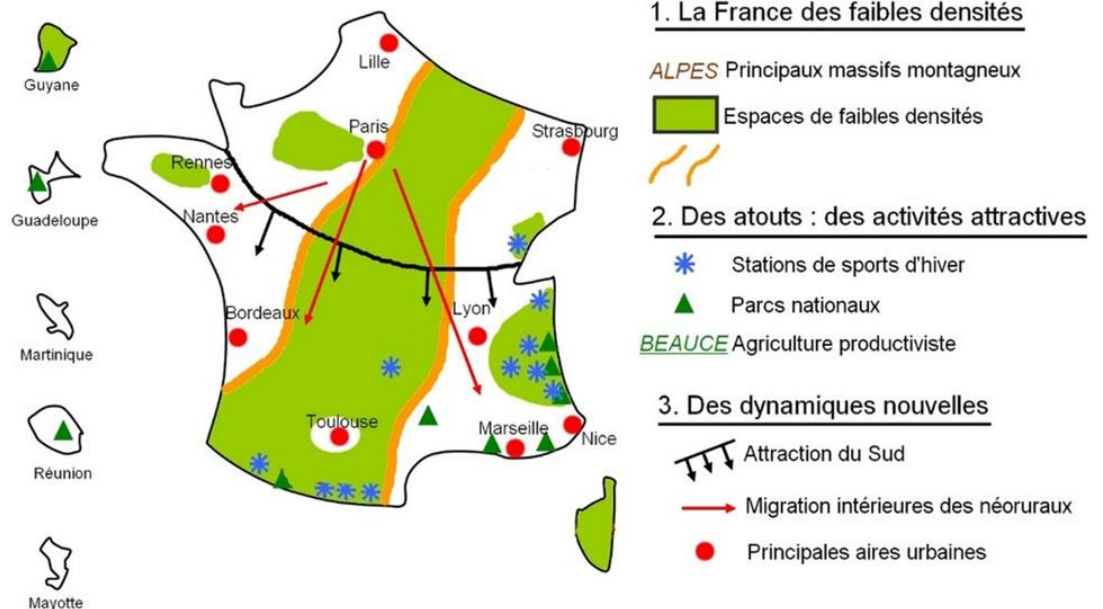 Guyane
Guadeloupe
Martinique
Réunion
Mayotte
Lille
Paris
Strasbourg
Rennes
Nantes
Bordeaux
Lyon
Toulouse
Marseille
Nice
1. La France des faibles densités
ALPES Principaux massifs montagneux
Espaces de faibles densités
2. Des atouts : des activités attractives
Stations de sports d'hiver
Parcs nationaux
BEAUCE Agriculture productiviste
3. Des dynamiques nouvelles
Attraction du Sud
Migration intérieures des néoruraux
Principales aires urbaines